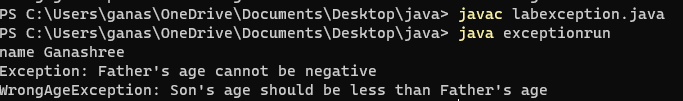 PS C:\Users\ganas\OneDrive\Documents\Desktop\java> javac labexception.java
PS C:\Users\ganas\OneDrive\Documents\Desktop\java> java exceptionrun
name Ganashree
Exception: Father's age cannot be negative
WrongAgeException: Son's age should be less than Father's age